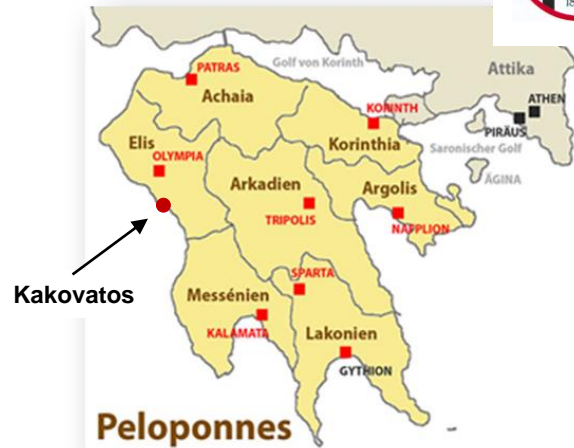 PATRAS
Golf von Korinth
Attika
Achaia
KORINTH
ATHEN
Elis
Korinthia
PIRÄUS
OLYMPIA
Saronischer Golf
Arkadien
Argolis
ÄGINA
TRIPOLIS
NAFPLION
Kakovatos
SPARTA
Messénien
KALAMATA
Lakonien
GYTHION
Peloponnes